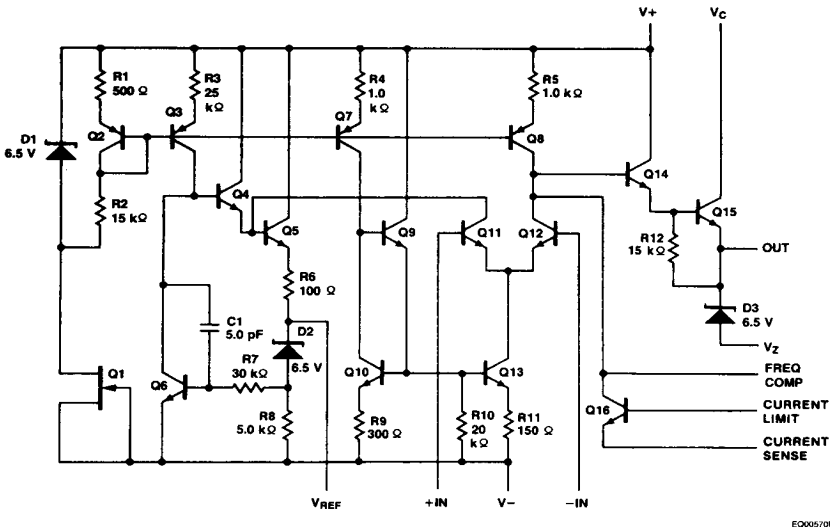 V+
VC
R1
500 Ω
R3
25
kΩ
R4
1.0
kΩ
R5
1.0 kΩ
Q3
Q7
D1
6.5 V
Q2
Q8
Q14
R2
15 kΩ
Q4
Q15
Q5
Q9
Q11
Q12
R12
15 kΩ
OUT
R6
100 Ω
D3
6.5 V
C1
5.0 pF
D2
6.5 V
VZ
Q1
R7
30 kΩ
Q6
Q10
Q13
FREQ
COMP
R8
5.0 kΩ
R9
300 Ω
R10
20
kΩ
R11
150 Ω
Q16
CURRENT
LIMIT
CURRENT
SENSE
VREF
+IN
V−
−IN